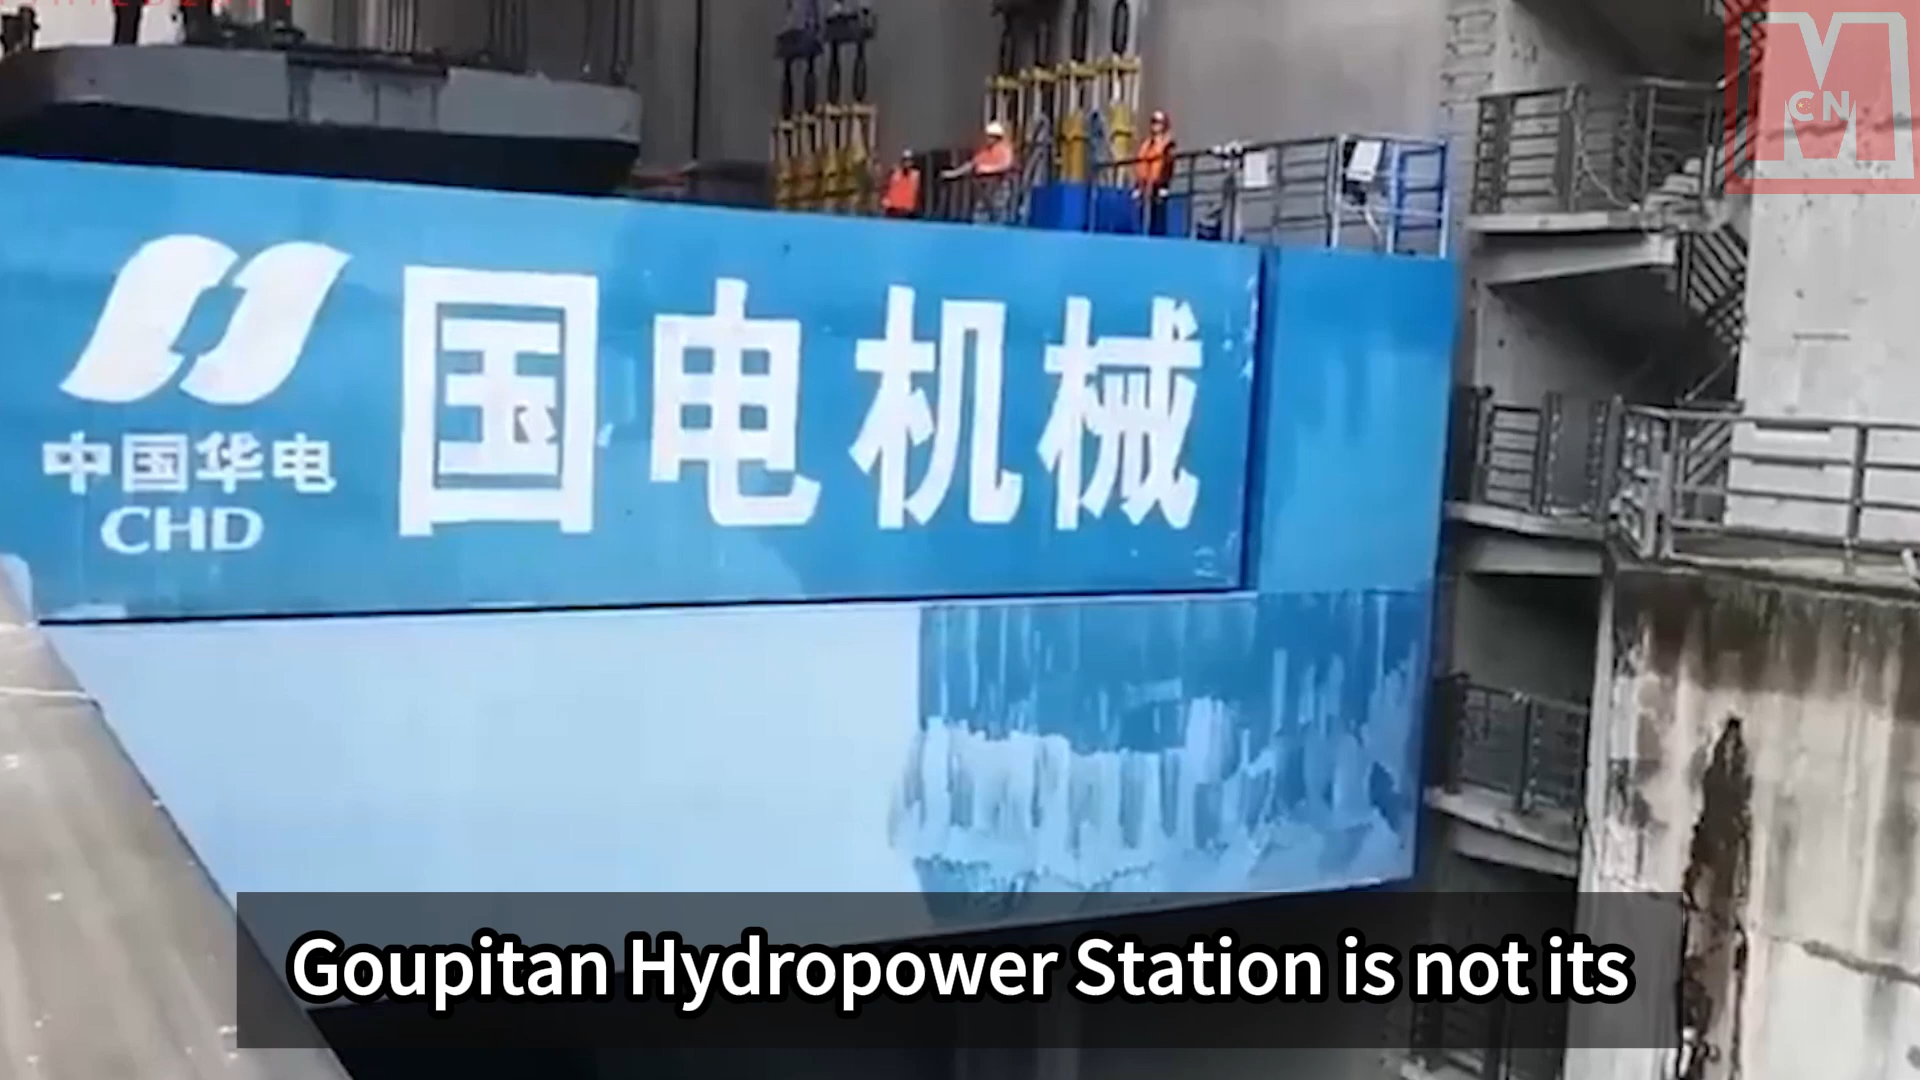 CN
国电机械
中国华电
CHD
Goupitan Hydropower Station is not its